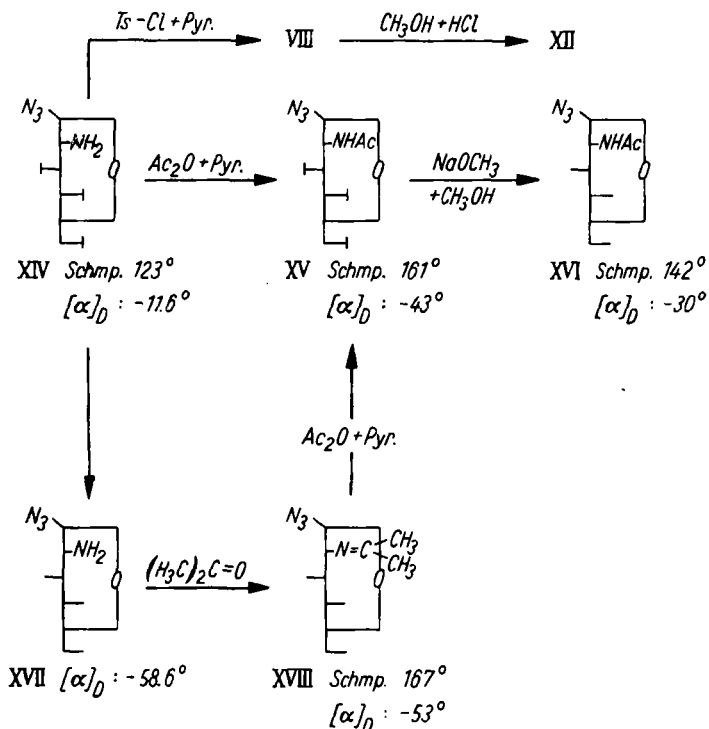 Ts-Cl + Pyr.
VIII
CH₃OH + HCl
XII
N₃
NH₂
O
Ac₂O + Pyr.
N₃
NHAc
O
NaOCH₃
+CH₃OH
N₃
NHAc
O
XIV Schmp. 123°
[α]D : -11.6°
XV Schmp. 161°
[α]D : -43°
XVI Schmp. 142°
[α]D : -30°
Ac₂O + Pyr.
N₃
NH₂
O
(H₃C)₂C=O
N₃
N=C
CH₃
CH₃
O
XVII [α]D : -58.6°
XVIII Schmp. 167°
[α]D : -53°